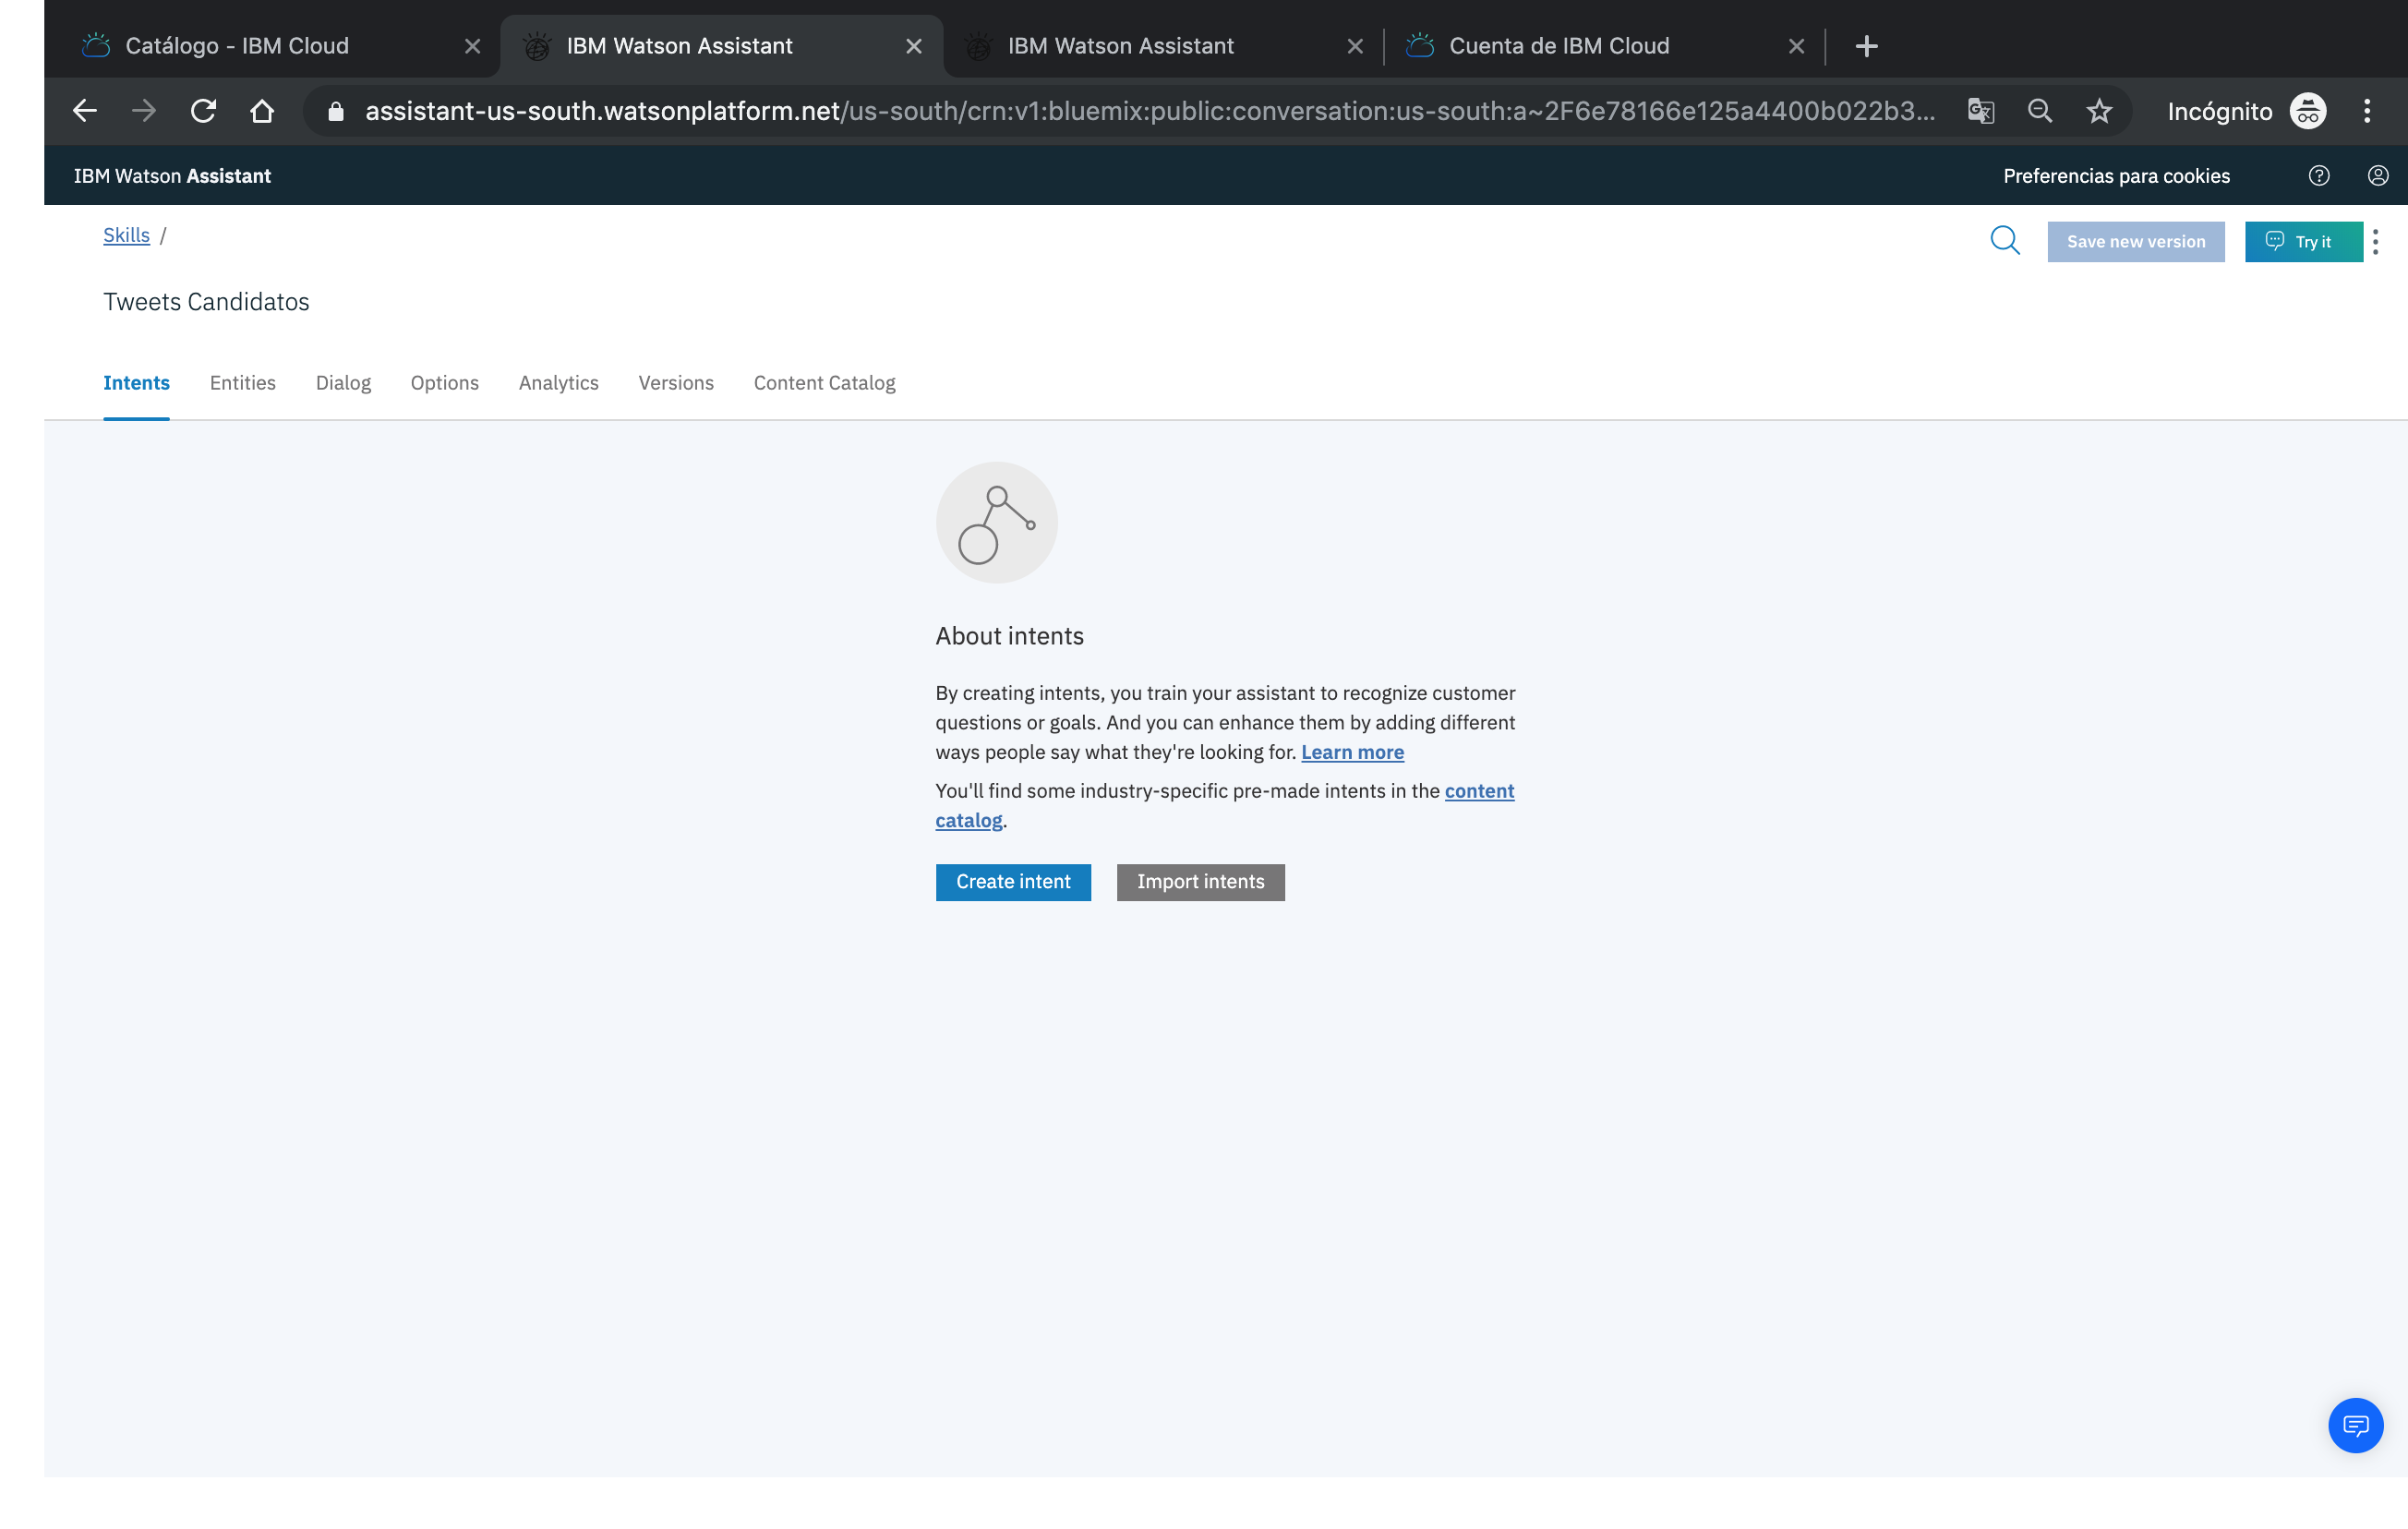 Catálogo - IBM Cloud
IBM Watson Assistant
IBM Watson Assistant
Cuenta de IBM Cloud
assistant-us-south.watsonplatform.net/us-south/crn:v1:bluemix:public:conversation:us-south:a~2F6e78166e125a4400b022b3...
Incógnito
IBM Watson Assistant
Preferencias para cookies
Skills /
Save new version
Try it
Tweets Candidatos
Intents Entities Dialog Options Analytics Versions Content Catalog
About intents
By creating intents, you train your assistant to recognize customer
questions or goals. And you can enhance them by adding different
ways people say what they're looking for. Learn more
You'll find some industry-specific pre-made intents in the content
catalog.
Create intent
Import intents